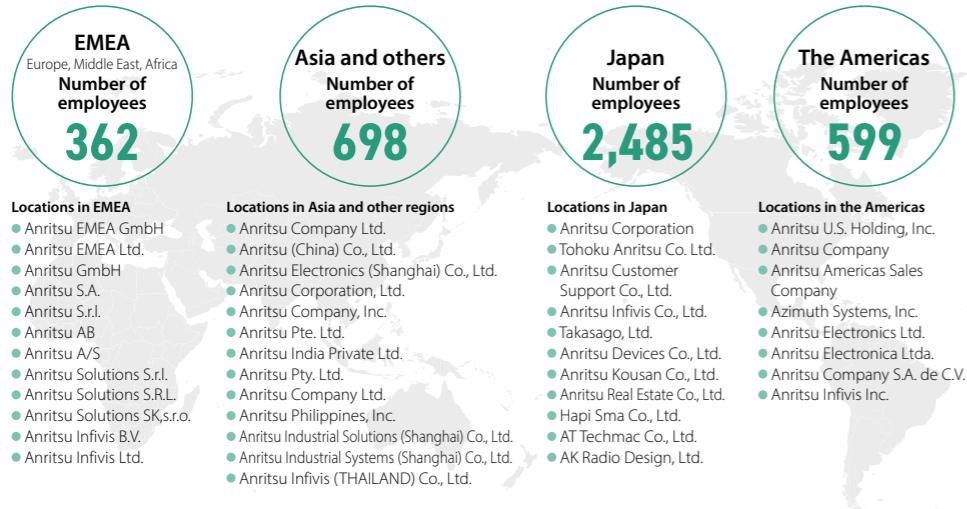 EMEA
Europe, Middle East, Africa
Number of
employees
362
Asia and others
Number of
employees
698
Japan
Number of
employees
2,485
The Americas
Number of
employees
599
Locations in EMEA
Anritsu EMEA GmbH
Anritsu EMEA Ltd.
Anritsu GmbH
Anritsu S.A.
Anritsu S.r.l.
Anritsu AB
Anritsu A/S
Anritsu Solutions S.r.l.
Anritsu Solutions S.R.L.
Anritsu Solutions SK,s.r.o.
Anritsu Infivis B.V.
Anritsu Infivis Ltd.
Locations in Asia and other regions
Anritsu Company Ltd.
Anritsu (China) Co., Ltd.
Anritsu Electronics (Shanghai) Co., Ltd.
Anritsu Corporation, Ltd.
Anritsu Company, Inc.
Anritsu Pte. Ltd.
Anritsu India Private Ltd.
Anritsu Pty. Ltd.
Anritsu Company Ltd.
Anritsu Philippines, Inc.
Anritsu Industrial Solutions (Shanghai) Co., Ltd.
Anritsu Industrial Systems (Shanghai) Co., Ltd.
Anritsu Infivis (THAILAND) Co., Ltd.
Locations in Japan
Anritsu Corporation
Tohoku Anritsu Co. Ltd.
Anritsu Customer
Support Co., Ltd.
Anritsu Infivis Co., Ltd.
Takasago, Ltd.
Anritsu Devices Co., Ltd.
Anritsu Kousan Co., Ltd.
Anritsu Real Estate Co., Ltd.
Hapi Sma Co., Ltd.
AT Techmac Co., Ltd.
AK Radio Design, Ltd.
Locations in the Americas
Anritsu U.S. Holding, Inc.
Anritsu Company
Anritsu Americas Sales
Company
Azimuth Systems, Inc.
Anritsu Electronics Ltd.
Anritsu Electronica Ltda.
Anritsu Company S.A. de C.V.
Anritsu Infivis Inc.